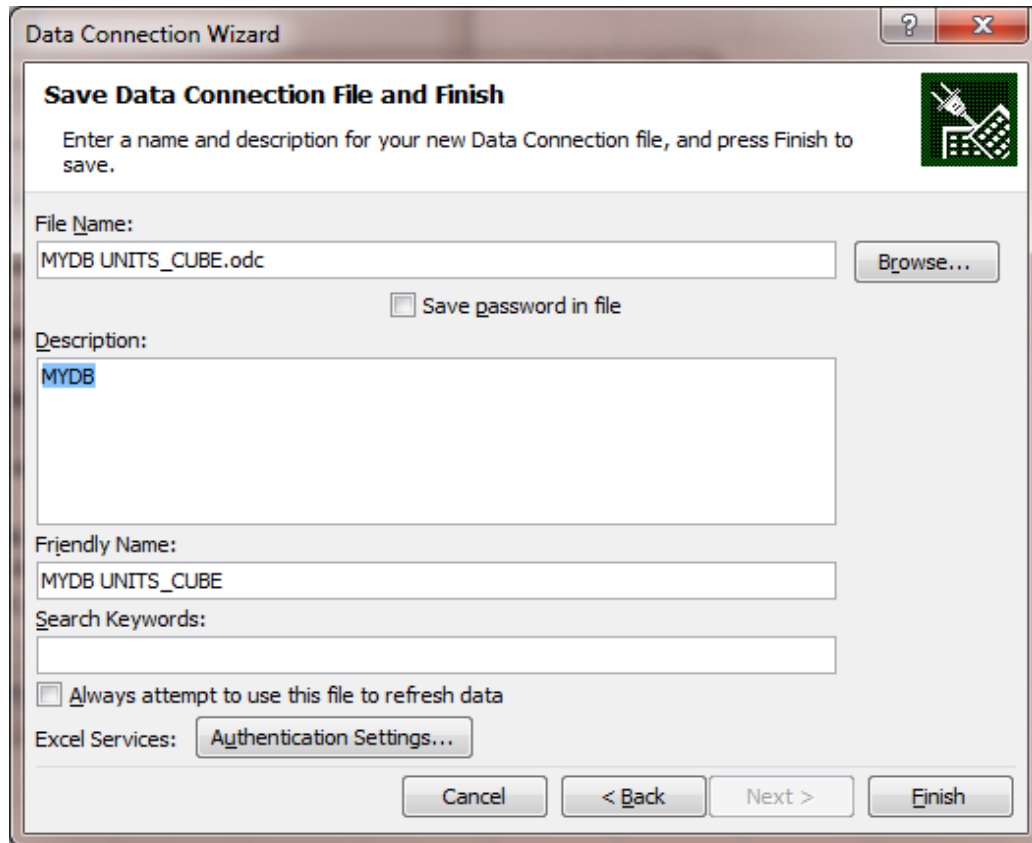 Data Connection Wizard
Save Data Connection File and Finish
Enter a name and description for your new Data Connection file, and press Finish to
save.
File Name:
MYDB UNITS_CUBE.odc
Browse...
Save password in file
Description:
MYDB
Friendly Name:
MYDB UNITS_CUBE
Search Keywords:
Always attempt to use this file to refresh data
Excel Services: Authentication Settings...
Cancel < Back Next > Finish